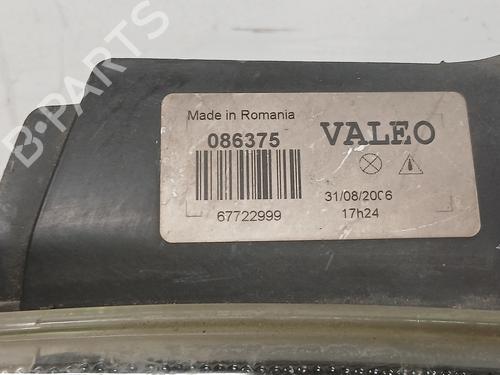 B-PARTS
Made in Romania
086375
VALEO
67722999
31/08/2006
17h24